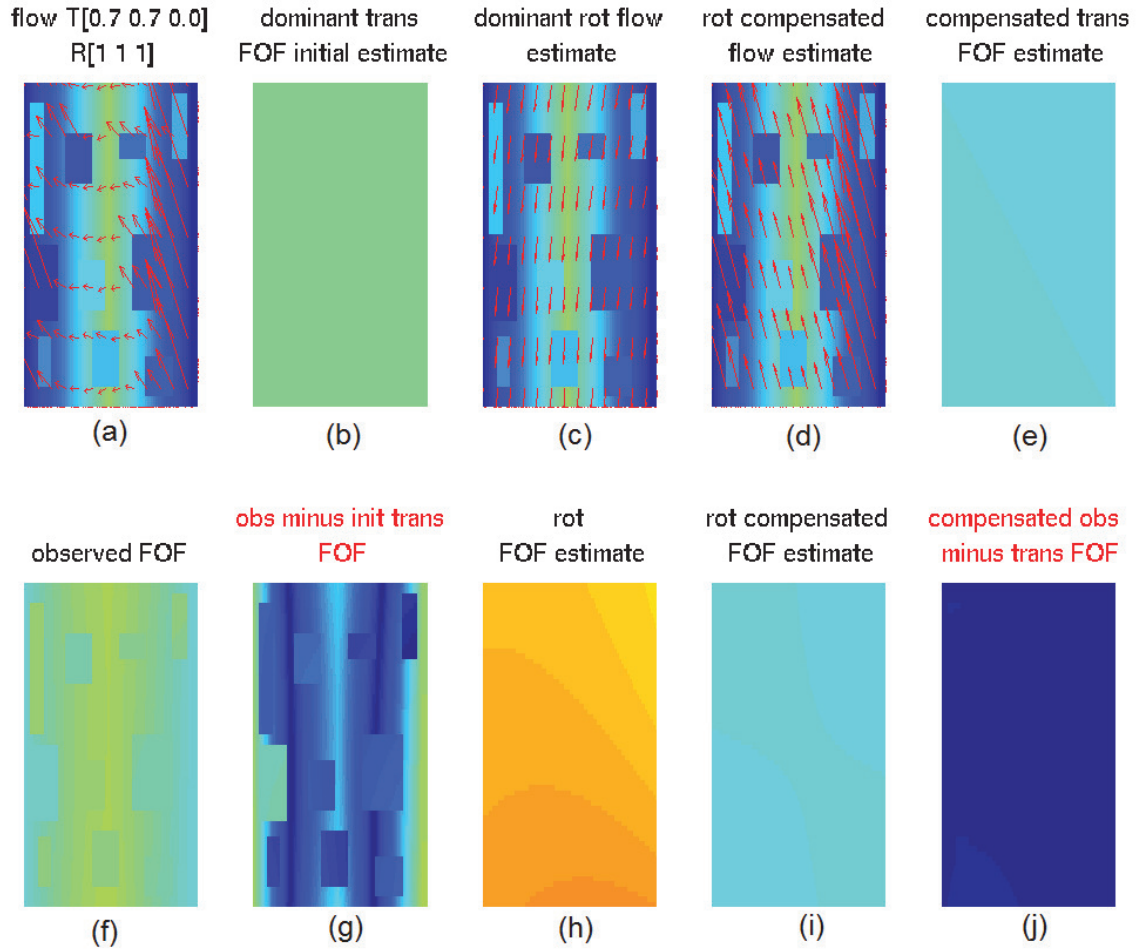 flow T[0.7 0.7 0.0]
R[1 1 1]
dominant trans
FOF initial estimate
dominant rot flow
estimate
rot compensated
flow estimate
compensated trans
FOF estimate
(a)
(b)
(c)
(d)
(e)
observed FOF
obs minus init trans
FOF
rot
FOF estimate
rot compensated
FOF estimate
compensated obs
minus trans FOF
(f)
(g)
(h)
(i)
(j)